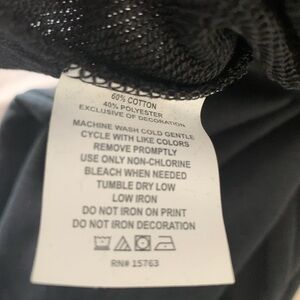 60% COTTON
40% POLYESTER
EXCLUSIVE OF DECORATION
MACHINE WASH COLD GENTLE
CYCLE WITH LIKE COLORS
REMOVE PROMPTLY
USE ONLY NON-CHLORINE
BLEACH WHEN NEEDED
TUMBLE DRY LOW
LOW IRON
DO NOT IRON ON PRINT
DO NOT IRON DECORATION
RN# 15763